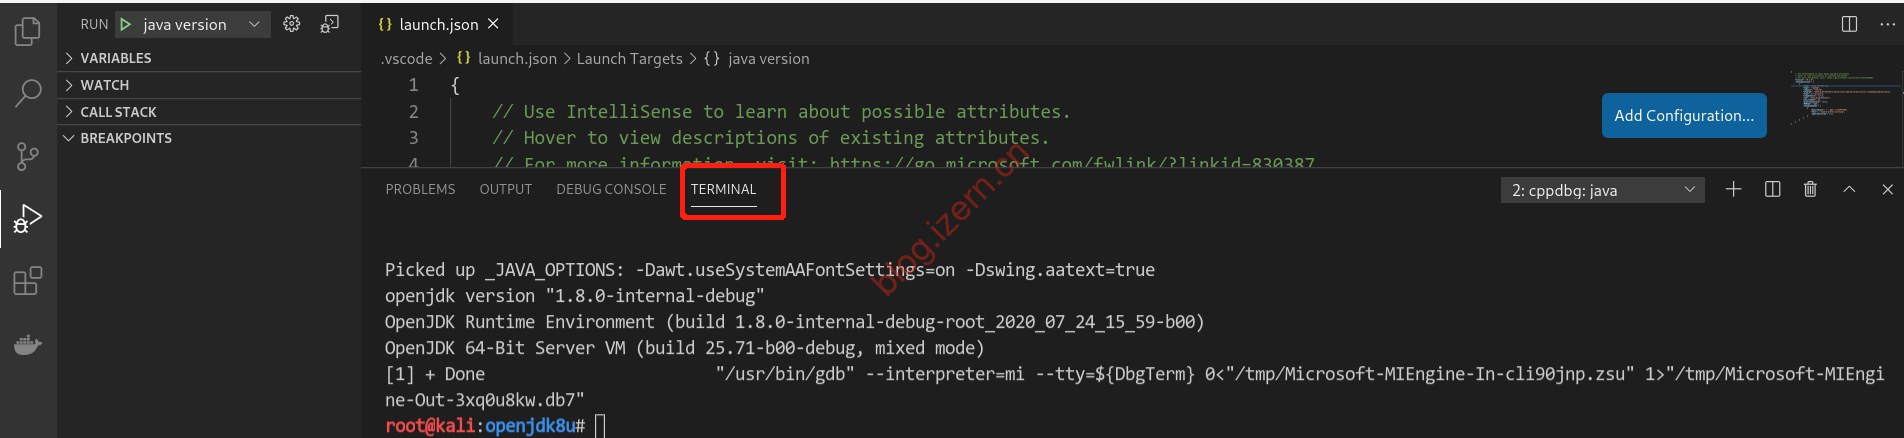 RUN java version
VARIABLES
WATCH
CALL STACK
BREAKPOINTS
{} launch.json
.vscode > {} launch.json > Launch Targets > {} java version
1 {
2 // Use IntelliSense to learn about possible attributes.
3 // Hover to view descriptions of existing attributes.
4 // For more information, visit: https://go.microsoft.com/fwlink/?linkid=830387
Add Configuration...
PROBLEMS OUTPUT DEBUG CONSOLE TERMINAL
2: cppdbg: java
Picked up _JAVA_OPTIONS: -Dawt.useSystemAAFontSettings=on -Dswing.aatext=true
openjdk version "1.8.0-internal-debug"
OpenJDK Runtime Environment (build 1.8.0-internal-debug-root_2020_07_24_15_59-b00)
OpenJDK 64-Bit Server VM (build 25.71-b00-debug, mixed mode)
[1] + Done "/usr/bin/gdb" --interpreter=mi --tty=${DbgTerm} 0<"/tmp/Microsoft-MIEngine-In-cli90jnp.zsu" 1>"/tmp/Microsoft-MIEngi
ne-Out-3xq0u8kw.db7"
root@kali:openjdk8u#
blog.izern.cn